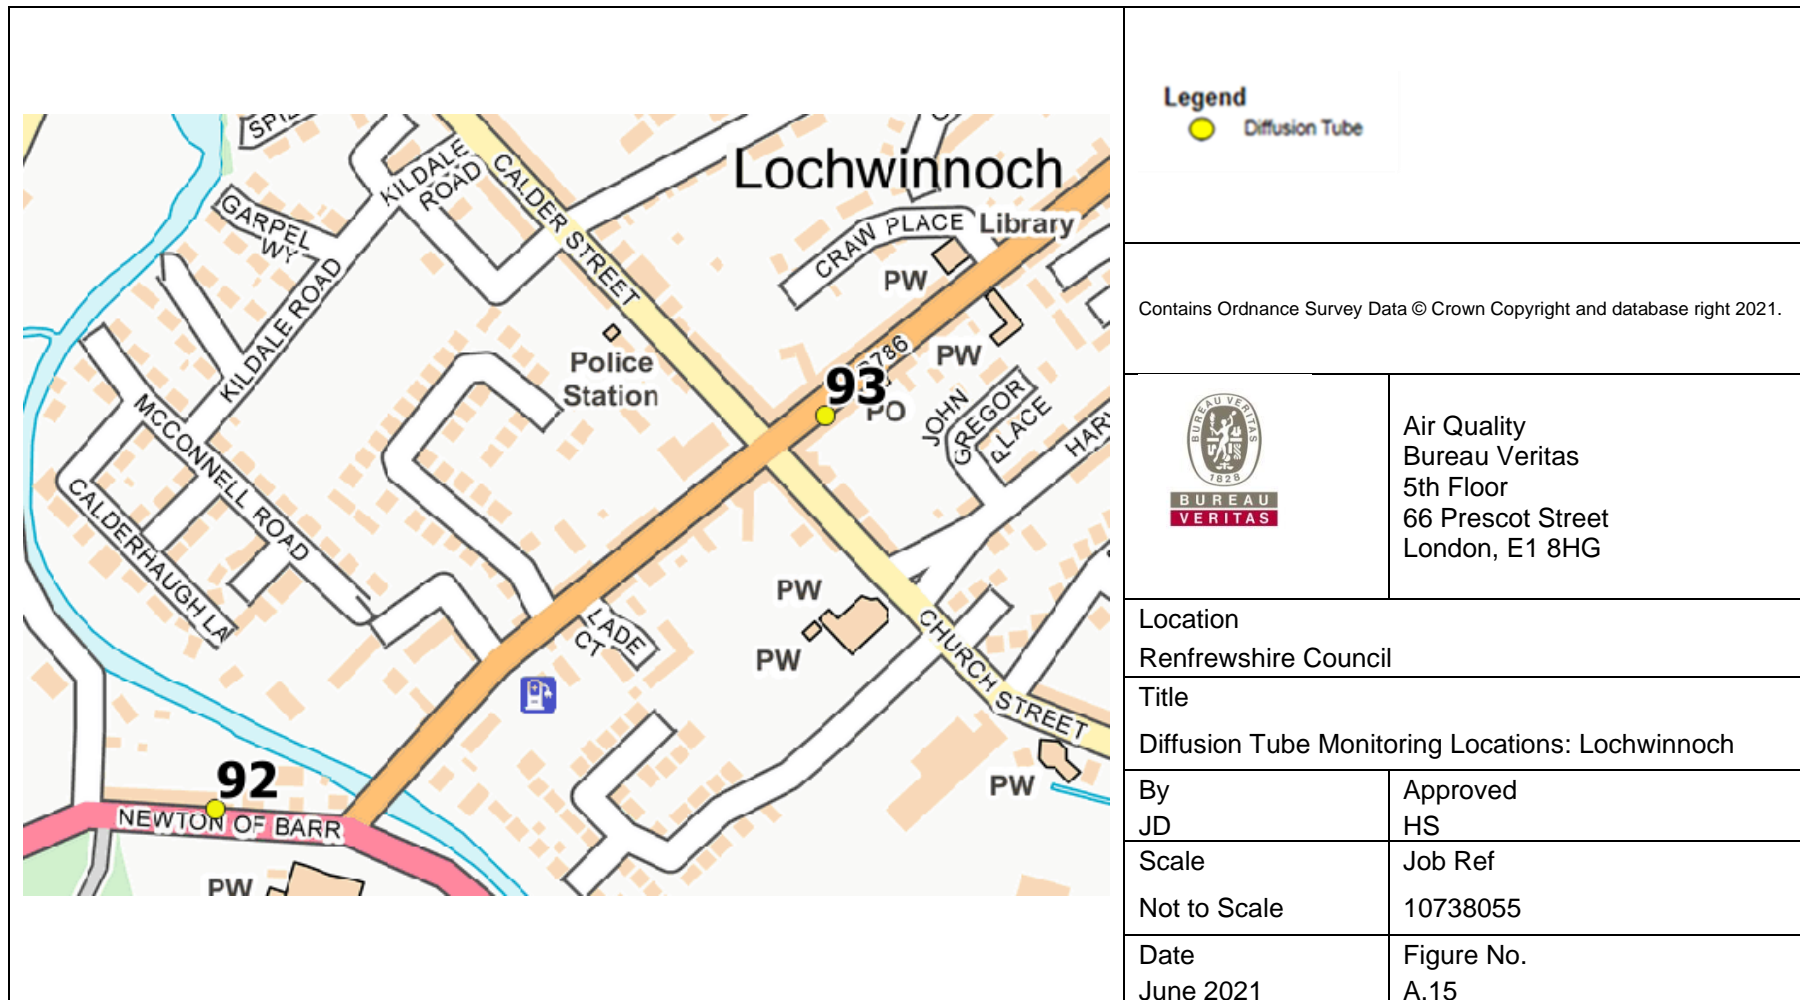 Lochwinnoch
SPI
KILDALE
ROAD
CALDER STREET
GARPEL
WY
KILDALE ROAD
CRAW PLACE
Library
PW
PW
Police
Station
93
PO
JOHN
GREGOR
PLACE
MCCONNELL ROAD
CALDERHAUGH LA
LADE
CT
PW
PW
CHURCH STREET
PW
92
NEWTON OF BARR
PW
Legend
Diffusion Tube
Contains Ordnance Survey Data © Crown Copyright and database right 2021.
BUREAU VERITAS
1828
BUREAU
VERITAS
Air Quality
Bureau Veritas
5th Floor
66 Prescot Street
London, E1 8HG
Location
Renfrewshire Council
Title
Diffusion Tube Monitoring Locations: Lochwinnoch
By
JD
Approved
HS
Scale
Not to Scale
Job Ref
10738055
Date
June 2021
Figure No.
A.15